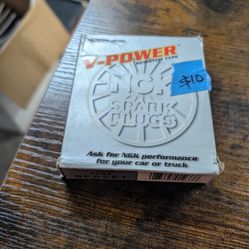 V-POWER
RESISTOR TYPE
$10
NGK
SPARK
PLUGS
Ask for NGK performance
for your car or truck